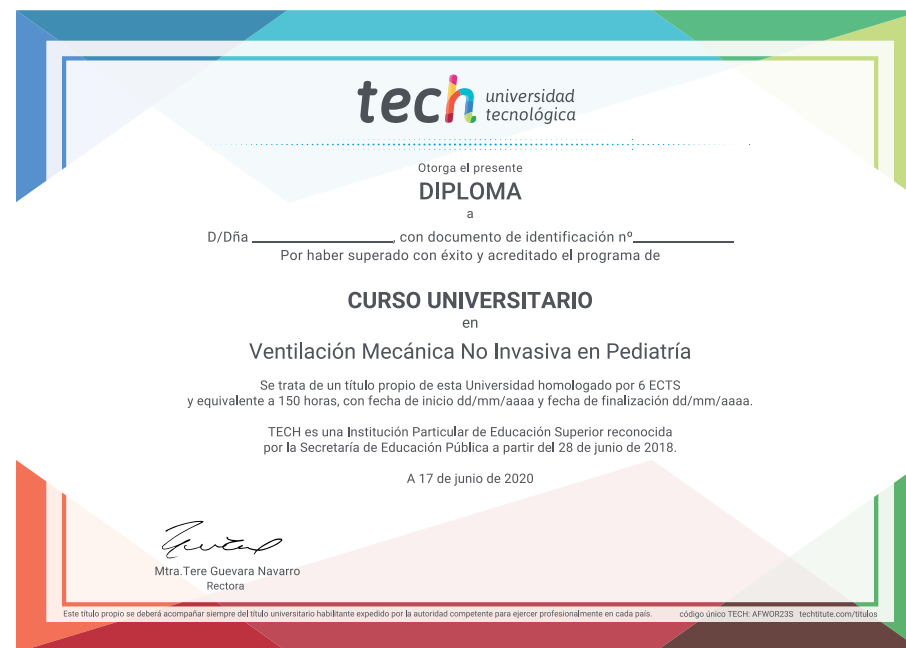 tech universidad
tecnológica
Otorga el presente
DIPLOMA
a
D/Dña ____________________, con documento de identificación nº______________
Por haber superado con éxito y acreditado el programa de
CURSO UNIVERSITARIO
en
Ventilación Mecánica No Invasiva en Pediatría
Se trata de un título propio de esta Universidad homologado por 6 ECTS
y equivalente a 150 horas, con fecha de inicio dd/mm/aaaa y fecha de finalización dd/mm/aaaa.
TECH es una Institución Particular de Educación Superior reconocida
por la Secretaría de Educación Pública a partir del 28 de junio de 2018.
A 17 de junio de 2020
Mtra.Tere Guevara Navarro
Rectora
Este título propio se deberá acompañar siempre del título universitario habilitante expedido por la autoridad competente para ejercer profesionalmente en cada país. código único TECH: AFWOR23S techtitute.com/titulos